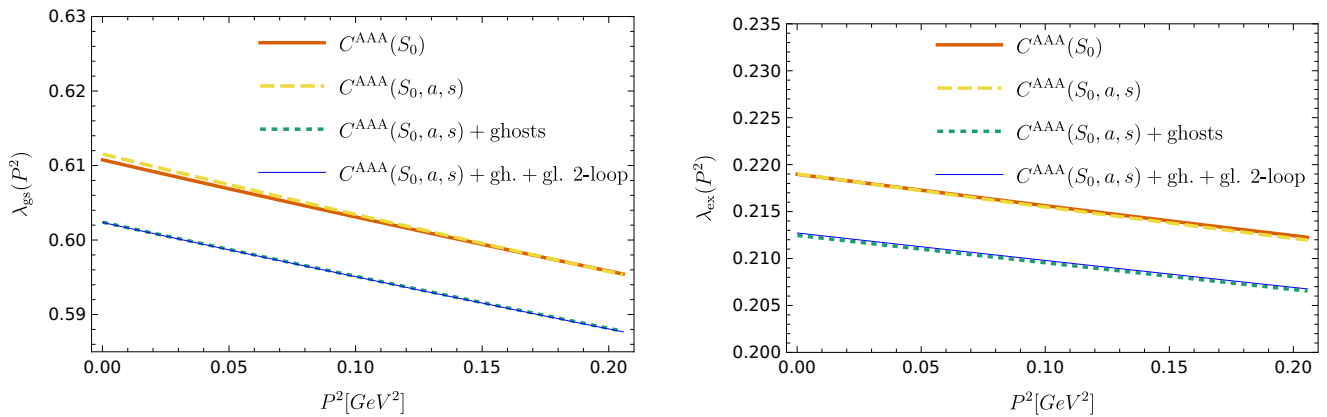 0.63
0.62
0.61
0.60
0.59
λgs(P²)
C^AAA(S₀)
C^AAA(S₀, a, s)
C^AAA(S₀, a, s) + ghosts
C^AAA(S₀, a, s) + gh. + gl. 2-loop
0.00 0.05 0.10 0.15 0.20
P²[GeV²]
0.235
0.230
0.225
0.220
0.215
0.210
0.205
0.200
λex(P²)
C^AAA(S₀)
C^AAA(S₀, a, s)
C^AAA(S₀, a, s) + ghosts
C^AAA(S₀, a, s) + gh. + gl. 2-loop
0.00 0.05 0.10 0.15 0.20
P²[GeV²]